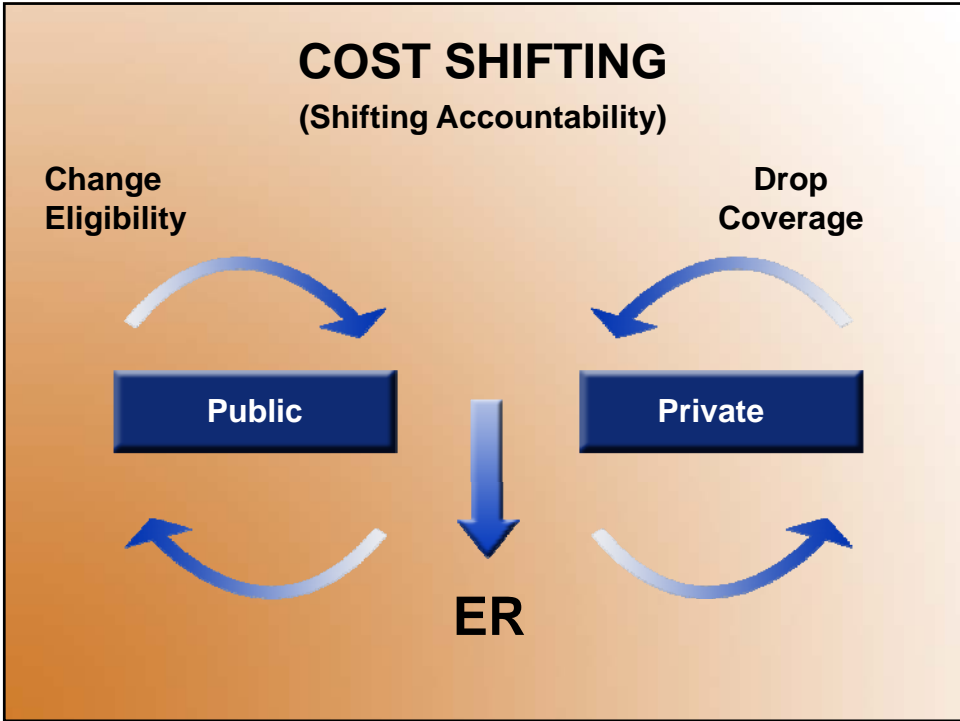 COST SHIFTING
(Shifting Accountability)
Change
Eligibility
Drop
Coverage
Public
Private
ER